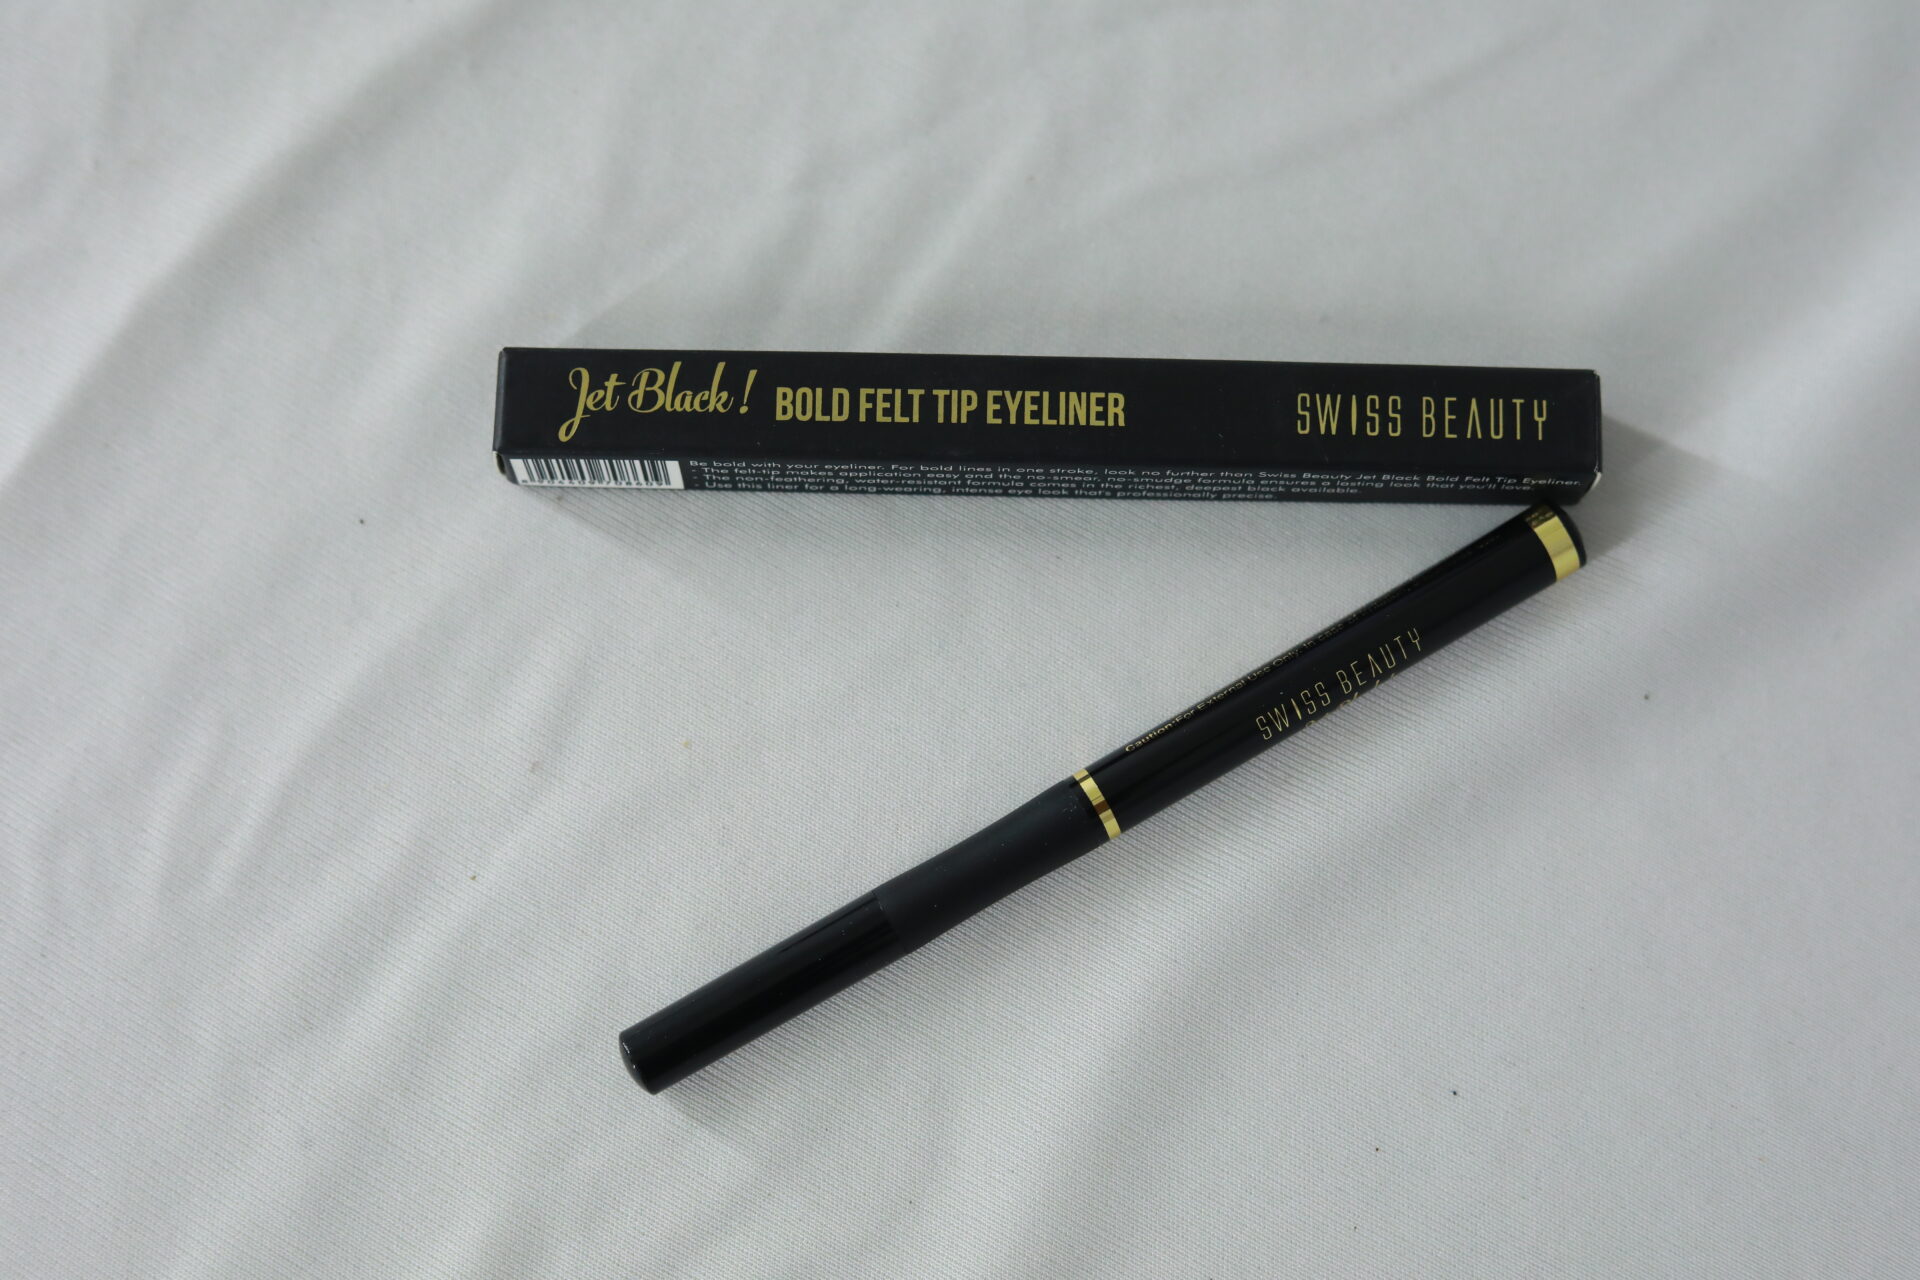 Jet Black! BOLD FELT TIP EYELINER
SWISS BEAUTY
Be bold with your eyeliner. For bold lines in one stroke, look no further than Swiss Beauty Jet Black Bold Felt Tip Eyeliner.
- The felt-tip makes application easy and the no-smear, no-smudge formula ensures a lasting look that you'll love.
- The non-feathering, water-resistant formula comes in the richest, deepest black available.
- Use this liner for a long-wearing, intense eye look that's professionally precise.
Caution:For External Use Only. In case of
SWISS BEAUTY